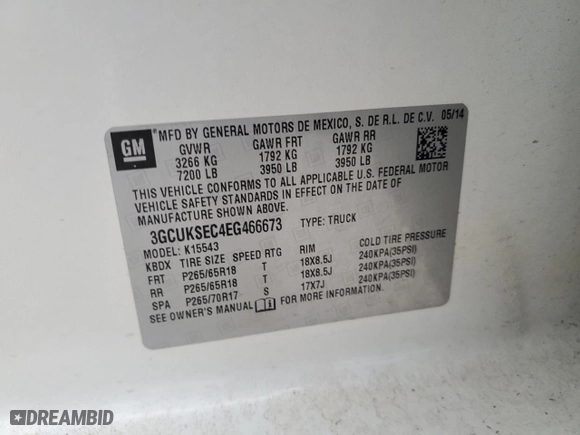 GM
MFD BY GENERAL MOTORS DE MEXICO, S. DE R.L. DE C.V. 05/14
GVWR GAWR FRT GAWR RR
3266 KG 1792 KG 1792 KG
7200 LB 3950 LB 3950 LB
THIS VEHICLE CONFORMS TO ALL APPLICABLE U.S. FEDERAL MOTOR
VEHICLE SAFETY STANDARDS IN EFFECT ON THE DATE OF
MANUFACTURE SHOWN ABOVE.
3GCUKSEC4EG466673 TYPE: TRUCK
MODEL: K15543
KBDX TIRE SIZE SPEED RTG RIM COLD TIRE PRESSURE
FRT P265/65R18 T 18X8.5J 240KPA(35PSI)
RR P265/65R18 T 18X8.5J 240KPA(35PSI)
SPA P265/70R17 S 17X7J 240KPA(35PSI)
SEE OWNER'S MANUAL FOR MORE INFORMATION.
DREAMBID